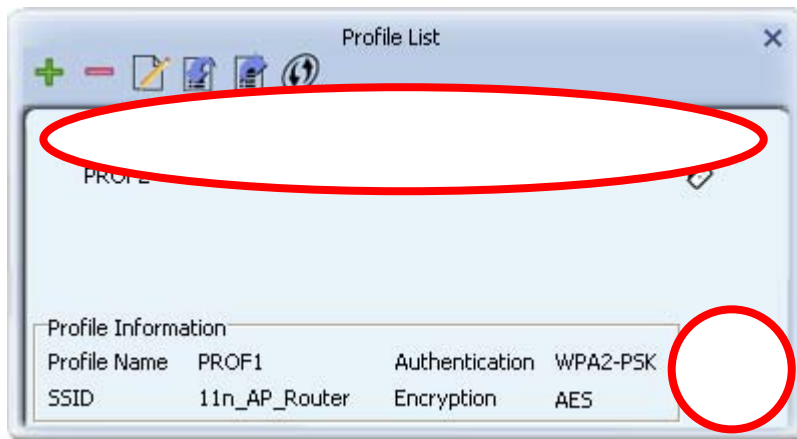 Profile List
PROF2
Profile Information
Profile Name PROF1 Authentication WPA2-PSK
SSID 11n_AP_Router Encryption AES